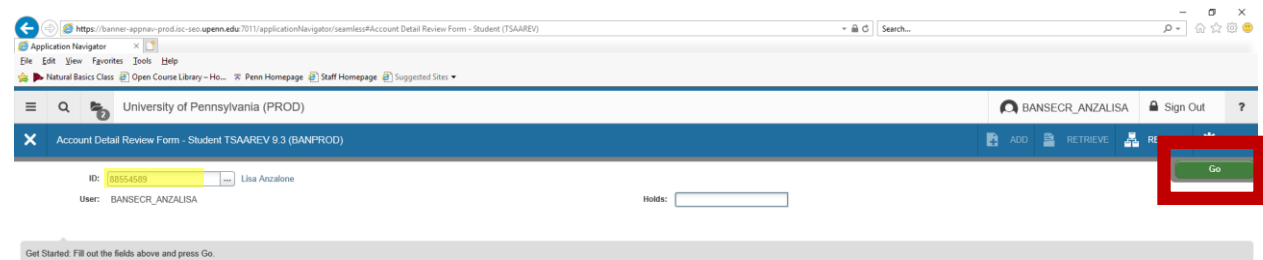 https://banner-appnav-prod.isc-seo.upenn.edu:7011/applicationNavigator/seamless#Account Detail Review Form - Student (TSAAREV) Search...
Application Navigator
File Edit View Favorites Tools Help
Natural Basics Class Open Course Library – Ho... Penn Homepage Staff Homepage Suggested Sites
2 University of Pennsylvania (PROD) BANSECR_ANZALISA Sign Out ?
Account Detail Review Form - Student TSAAREV 9.3 (BANPROD) ADD RETRIEVE
ID: 88554589 ... Lisa Anzalone Go
User: BANSECR_ANZALISA Holds:
Get Started: Fill out the fields above and press Go.